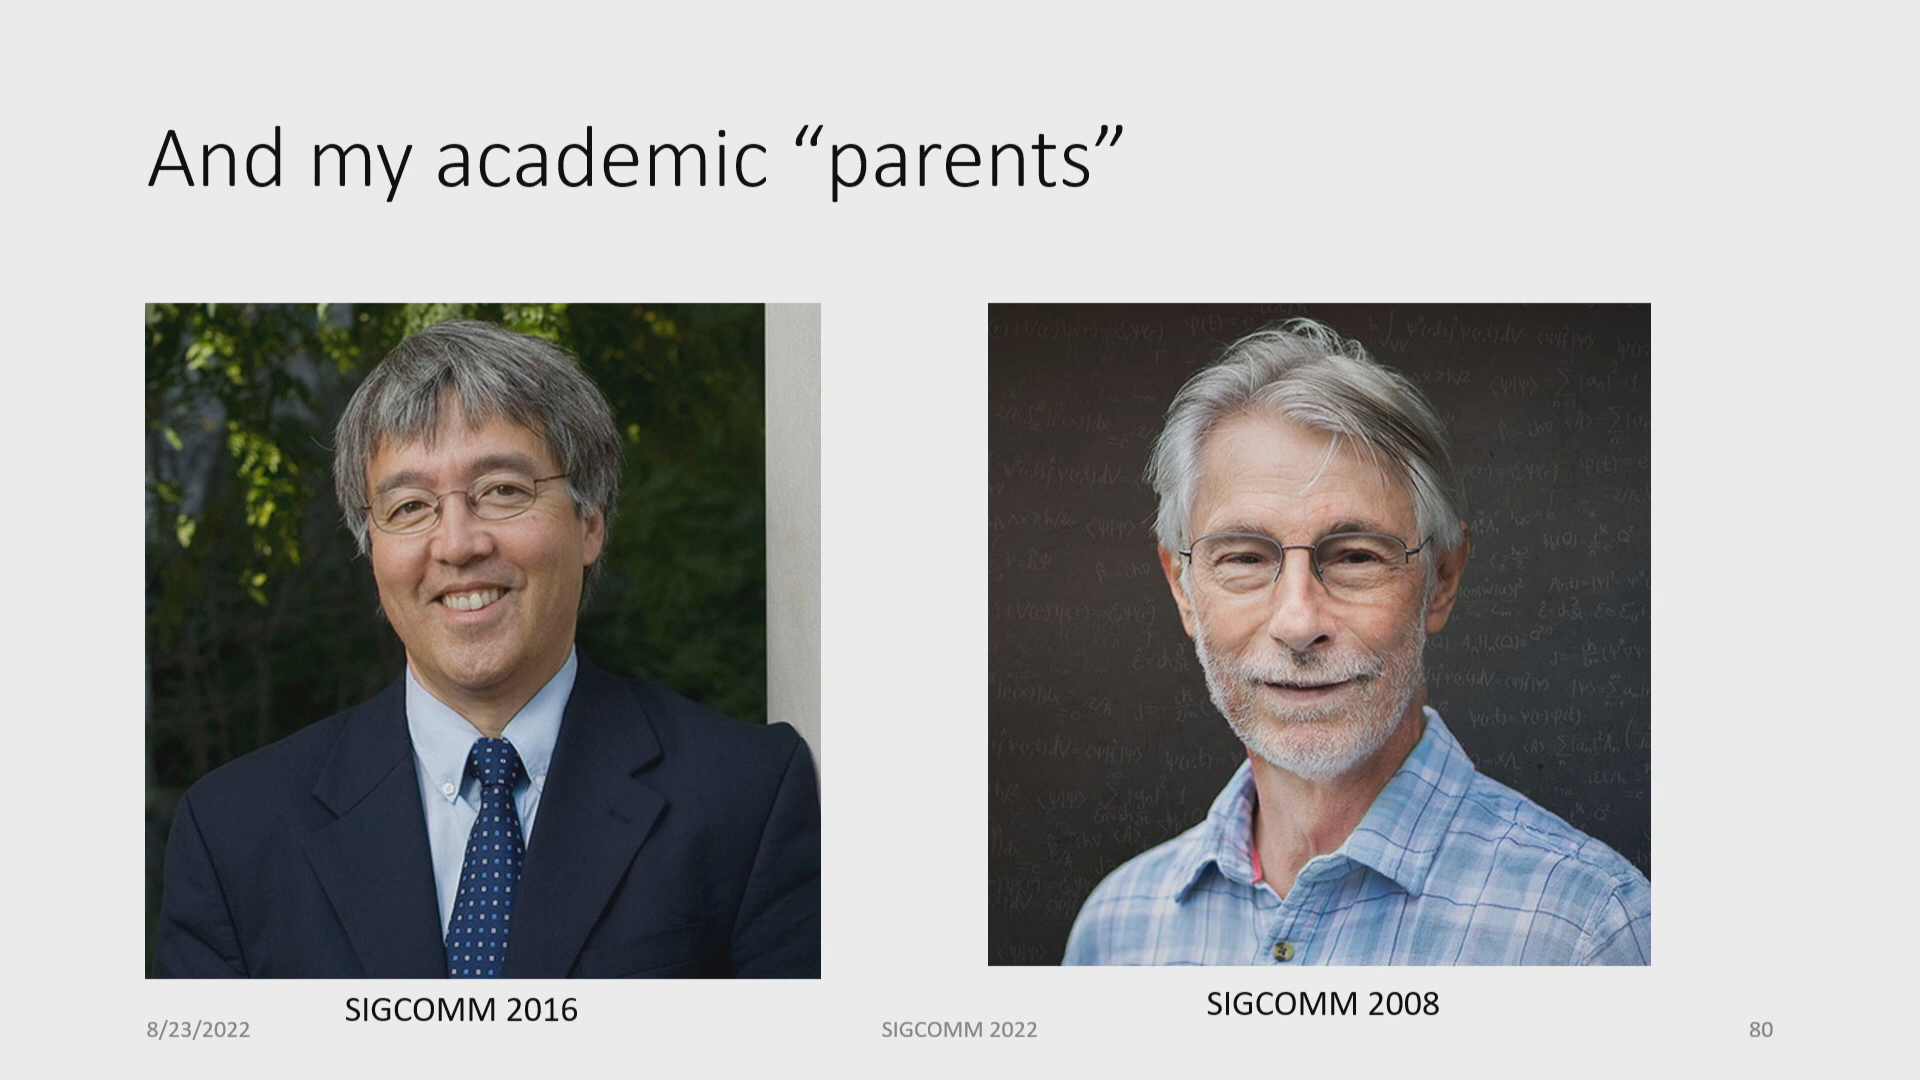 And my academic “parents”
SIGCOMM 2016
SIGCOMM 2008
8/23/2022
SIGCOMM 2022
80